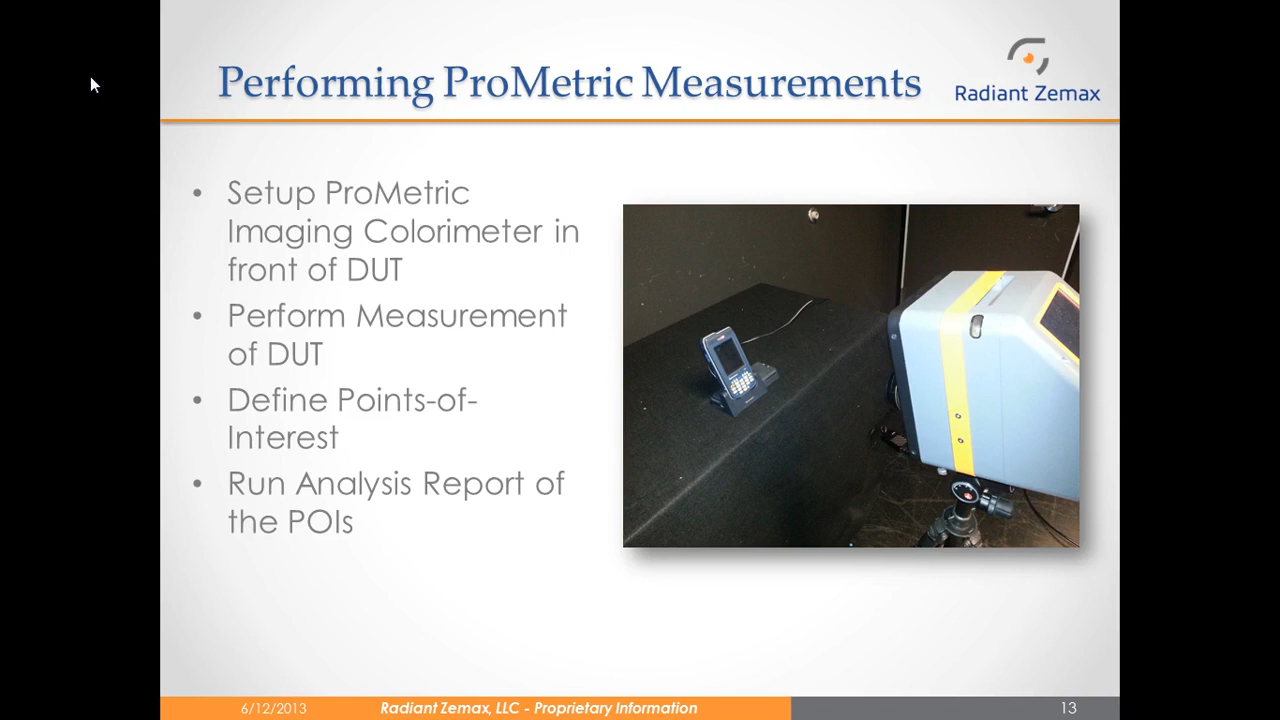 Performing ProMetric Measurements
Radiant Zemax
• Setup ProMetric
Imaging Colorimeter in
front of DUT
• Perform Measurement
of DUT
• Define Points-of-
Interest
• Run Analysis Report of
the POIs
6/12/2013
Radiant Zemax, LLC - Proprietary Information
13